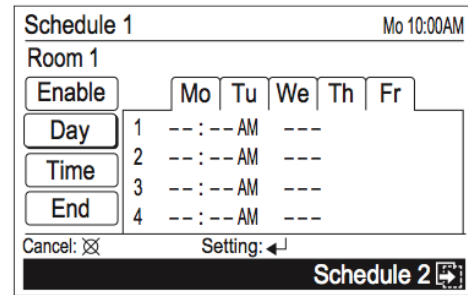 Schedule 1 Mo 10:00AM
Room 1
Enable Mo Tu We Th Fr
Day 1 --:--AM ---
2 --:--AM ---
Time
3 --:--AM ---
End 4 --:--AM ---
Cancel: Setting:
Schedule 2